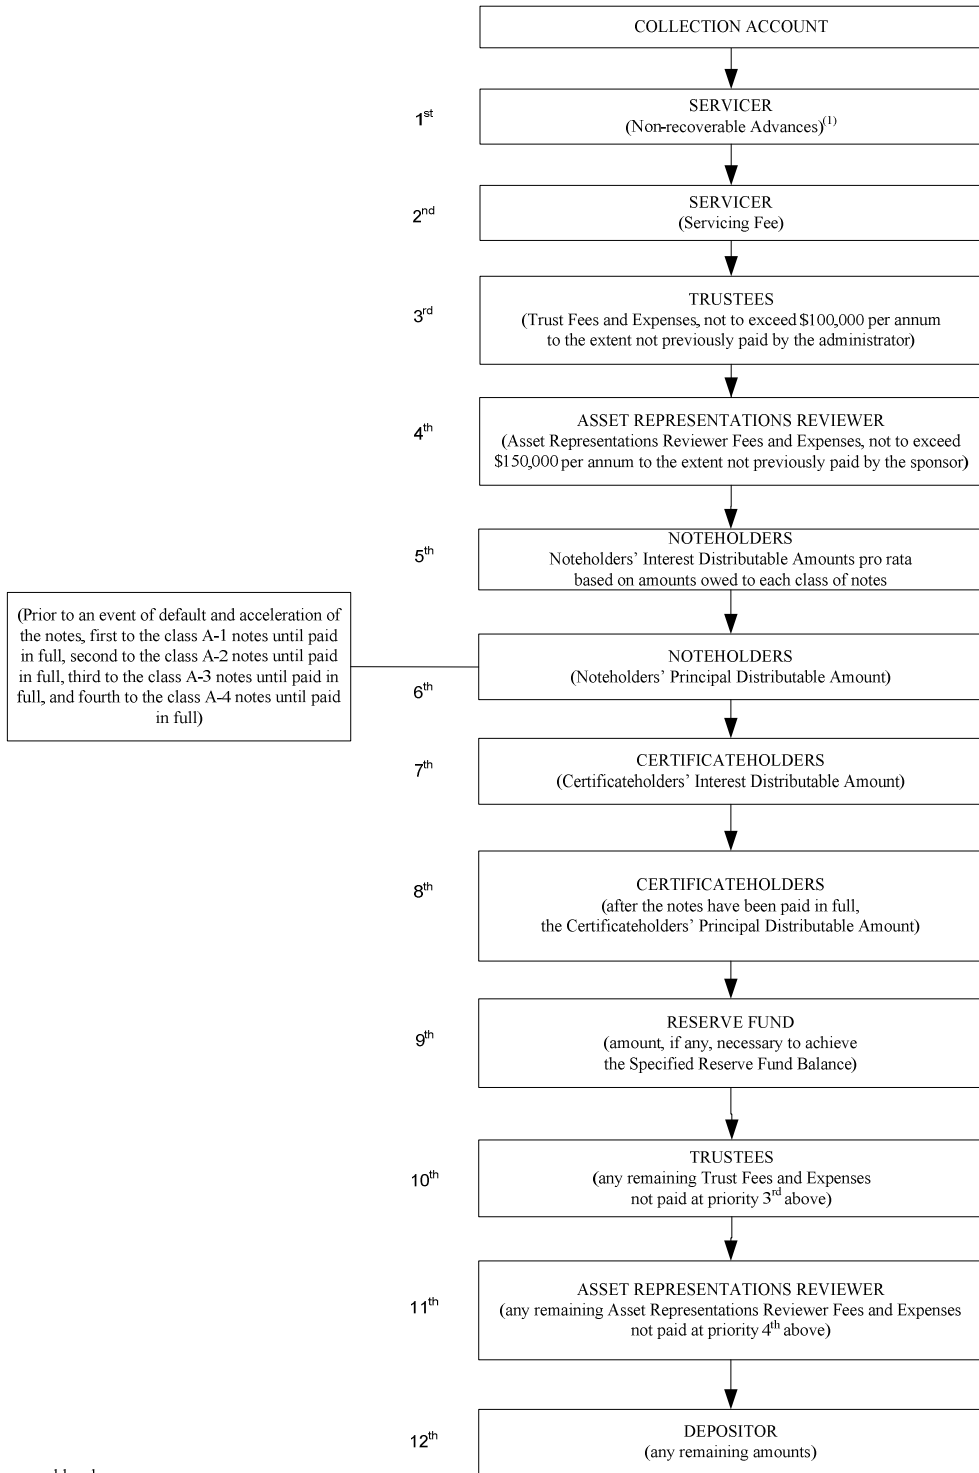 COLLECTION ACCOUNT
1st
SERVICER
(Non-recoverable Advances)(1)
2nd
SERVICER
(Servicing Fee)
3rd
TRUSTEES
(Trust Fees and Expenses, not to exceed $100,000 per annum
to the extent not previously paid by the administrator)
4th
ASSET REPRESENTATIONS REVIEWER
(Asset Representations Reviewer Fees and Expenses, not to exceed
$150,000 per annum to the extent not previously paid by the sponsor)
5th
NOTEHOLDERS
Noteholders’ Interest Distributable Amounts pro rata
based on amounts owed to each class of notes
(Prior to an event of default and acceleration of
the notes, first to the class A-1 notes until paid
in full, second to the class A-2 notes until paid
in full, third to the class A-3 notes until paid in
full, and fourth to the class A-4 notes until paid
in full)
6th
NOTEHOLDERS
(Noteholders’ Principal Distributable Amount)
7th
CERTIFICATEHOLDERS
(Certificateholders’ Interest Distributable Amount)
8th
CERTIFICATEHOLDERS
(after the notes have been paid in full,
the Certificateholders’ Principal Distributable Amount)
9th
RESERVE FUND
(amount, if any, necessary to achieve
the Specified Reserve Fund Balance)
10th
TRUSTEES
(any remaining Trust Fees and Expenses
not paid at priority 3rd above)
11th
ASSET REPRESENTATIONS REVIEWER
(any remaining Asset Representations Reviewer Fees and Expenses
not paid at priority 4th above)
12th
DEPOSITOR
(any remaining amounts)